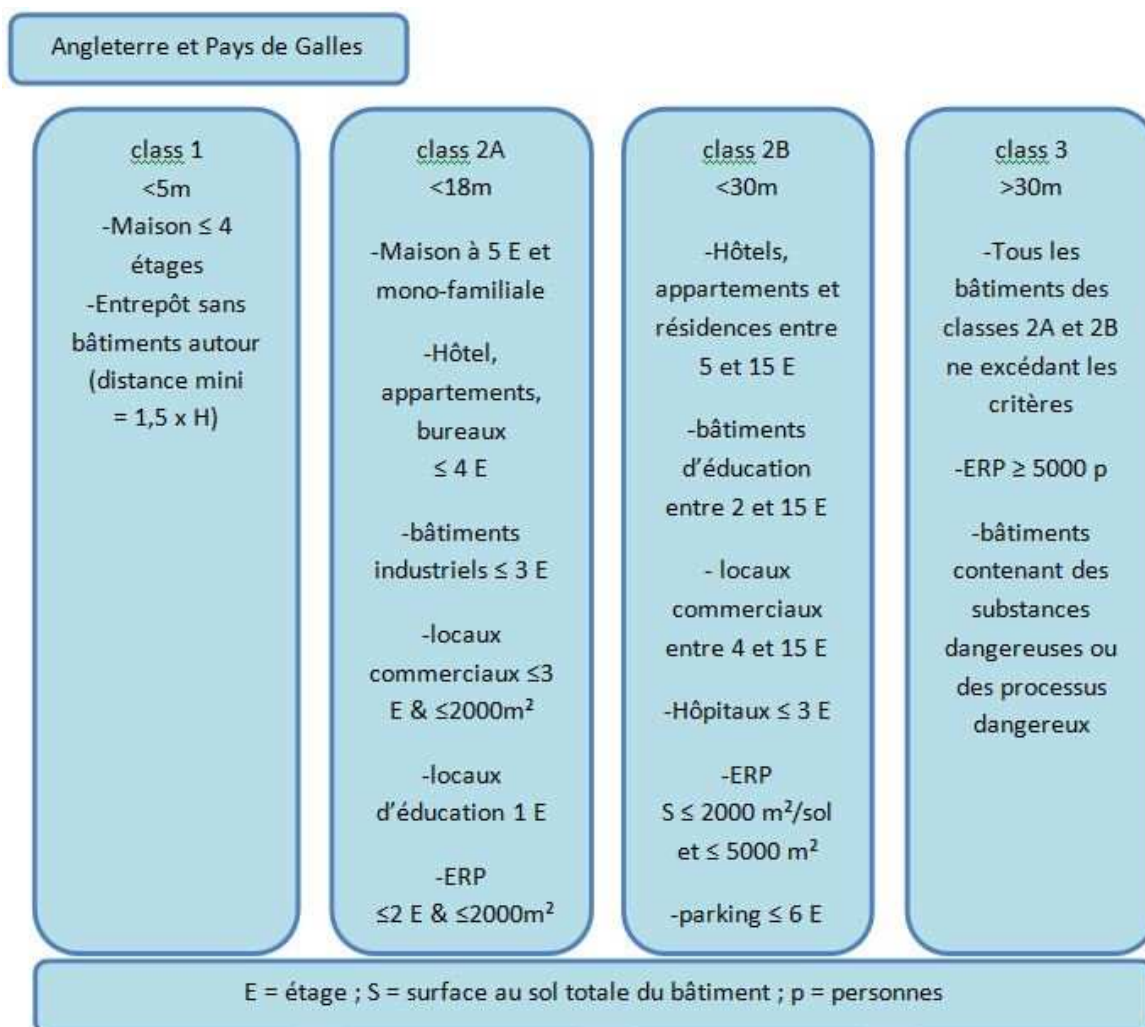 Angleterre et Pays de Galles
class 1
<5m
-Maison ≤ 4
étages
-Entrepôt sans
bâtiments autour
(distance mini
= 1,5 x H)
class 2A
<18m
-Maison à 5 E et
mono-familiale
-Hôtel,
appartements,
bureaux
≤ 4 E
-bâtiments
industriels ≤ 3 E
-locaux
commerciaux ≤3
E & ≤2000m²
-locaux
d'éducation 1 E
-ERP
≤2 E & ≤2000m²
class 2B
<30m
-Hôtels,
appartements et
résidences entre
5 et 15 E
-bâtiments
d'éducation
entre 2 et 15 E
- locaux
commerciaux
entre 4 et 15 E
-Hôpitaux ≤ 3 E
-ERP
S ≤ 2000 m²/sol
et ≤ 5000 m²
-parking ≤ 6 E
class 3
>30m
-Tous les
bâtiments des
classes 2A et 2B
ne excédant les
critères
-ERP ≥ 5000 p
-bâtiments
contenant des
substances
dangereuses ou
des processus
dangereux
E = étage ; S = surface au sol totale du bâtiment ; p = personnes